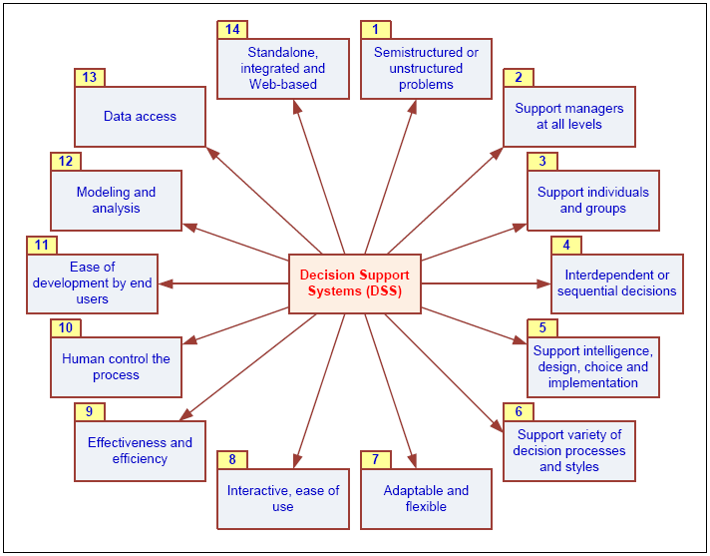 14
Standalone,
integrated and
Web-based
1
Semistructured or
unstructured
problems
13
Data access
2
Support managers
at all levels
12
Modeling and
analysis
3
Support individuals
and groups
11
Ease of
development by end
users
Decision Support
Systems (DSS)
4
Interdependent or
sequential decisions
10
Human control the
process
5
Support intelligence,
design, choice and
implementation
9
Effectiveness and
efficiency
6
Support variety of
decision processes
and styles
8
Interactive, ease of
use
7
Adaptable and
flexible